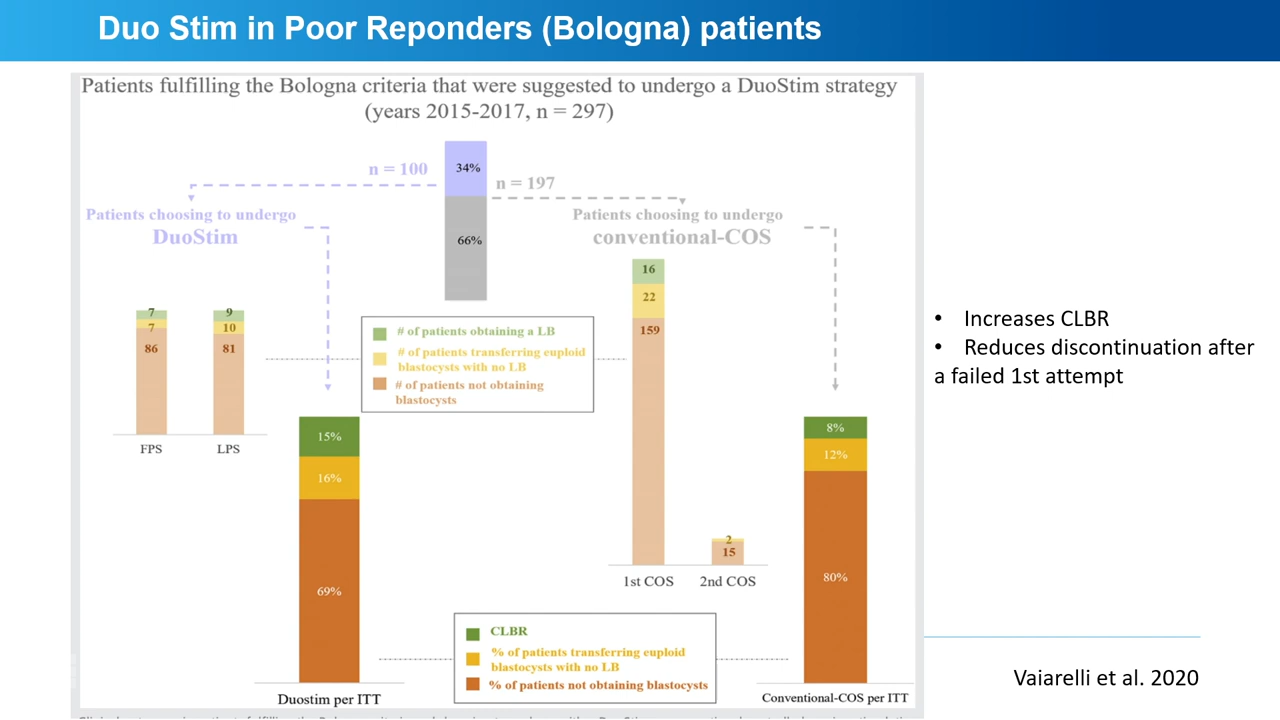 Duo Stim in Poor Reponders (Bologna) patients
Patients fulfilling the Bologna criteria that were suggested to undergo a DuoStim strategy
(years 2015-2017, n = 297)
n = 100
34%
n = 197
66%
Patients choosing to undergo
DuoStim
Patients choosing to undergo
conventional-COS
7
7
86
FPS
9
10
81
LPS
# of patients obtaining a LB
# of patients transferring euploid
blastocysts with no LB
# of patients not obtaining
blastocysts
16
22
159
1st COS
2
15
2nd COS
15%
16%
69%
Duostim per ITT
8%
12%
80%
Conventional-COS per ITT
CLBR
% of patients transferring euploid
blastocysts with no LB
% of patients not obtaining blastocysts
• Increases CLBR
• Reduces discontinuation after
a failed 1st attempt
Vaiarelli et al. 2020